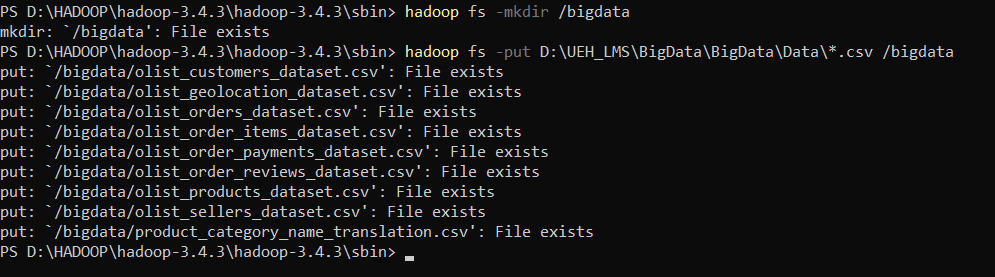 PS D:\HADOOP\hadoop-3.4.3\hadoop-3.4.3\sbin> hadoop fs -mkdir /bigdata
mkdir: `/bigdata': File exists
PS D:\HADOOP\hadoop-3.4.3\hadoop-3.4.3\sbin> hadoop fs -put D:\UEH_LMS\BigData\BigData\Data\*.csv /bigdata
put: `/bigdata/olist_customers_dataset.csv': File exists
put: `/bigdata/olist_geolocation_dataset.csv': File exists
put: `/bigdata/olist_orders_dataset.csv': File exists
put: `/bigdata/olist_order_items_dataset.csv': File exists
put: `/bigdata/olist_order_payments_dataset.csv': File exists
put: `/bigdata/olist_order_reviews_dataset.csv': File exists
put: `/bigdata/olist_products_dataset.csv': File exists
put: `/bigdata/olist_sellers_dataset.csv': File exists
put: `/bigdata/product_category_name_translation.csv': File exists
PS D:\HADOOP\hadoop-3.4.3\hadoop-3.4.3\sbin>